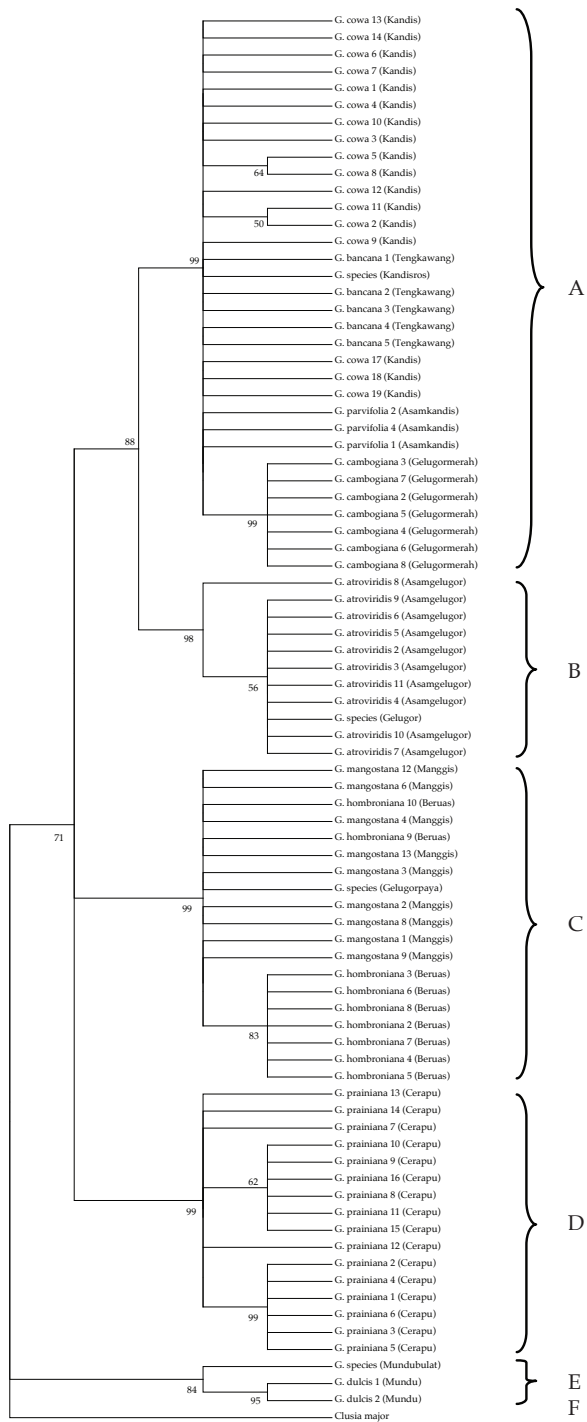 G. cowa 13 (Kandis)
G. cowa 14 (Kandis)
G. cowa 6 (Kandis)
G. cowa 7 (Kandis)
G. cowa 1 (Kandis)
G. cowa 4 (Kandis)
G. cowa 10 (Kandis)
G. cowa 3 (Kandis)
G. cowa 5 (Kandis)
64
G. cowa 8 (Kandis)
G. cowa 12 (Kandis)
G. cowa 11 (Kandis)
50
G. cowa 2 (Kandis)
G. cowa 9 (Kandis)
99
G. bancana 1 (Tengkawang)
G. species (Kandisros)
A
G. bancana 2 (Tengkawang)
G. bancana 3 (Tengkawang)
G. bancana 4 (Tengkawang)
G. bancana 5 (Tengkawang)
G. cowa 17 (Kandis)
G. cowa 18 (Kandis)
G. cowa 19 (Kandis)
G. parvifolia 2 (Asamkandis)
G. parvifolia 4 (Asamkandis)
88
G. parvifolia 1 (Asamkandis)
G. cambogiana 3 (Gelugormerah)
G. cambogiana 7 (Gelugormerah)
G. cambogiana 2 (Gelugormerah)
G. cambogiana 5 (Gelugormerah)
99
G. cambogiana 4 (Gelugormerah)
G. cambogiana 6 (Gelugormerah)
G. cambogiana 8 (Gelugormerah)
G. atroviridis 8 (Asamgelugor)
G. atroviridis 9 (Asamgelugor)
G. atroviridis 6 (Asamgelugor)
98
G. atroviridis 5 (Asamgelugor)
G. atroviridis 2 (Asamgelugor)
G. atroviridis 3 (Asamgelugor)
B
56
G. atroviridis 11 (Asamgelugor)
G. atroviridis 4 (Asamgelugor)
G. species (Gelugor)
G. atroviridis 10 (Asamgelugor)
G. atroviridis 7 (Asamgelugor)
G. mangostana 12 (Manggis)
G. mangostana 6 (Manggis)
G. hombroniana 10 (Beruas)
G. mangostana 4 (Manggis)
71
G. hombroniana 9 (Beruas)
G. mangostana 13 (Manggis)
G. mangostana 3 (Manggis)
G. species (Gelugorpaya)
99
G. mangostana 2 (Manggis)
G. mangostana 8 (Manggis)
C
G. mangostana 1 (Manggis)
G. mangostana 9 (Manggis)
G. hombroniana 3 (Beruas)
G. hombroniana 6 (Beruas)
G. hombroniana 8 (Beruas)
G. hombroniana 2 (Beruas)
83
G. hombroniana 7 (Beruas)
G. hombroniana 4 (Beruas)
G. hombroniana 5 (Beruas)
G. prainiana 13 (Cerapu)
G. prainiana 14 (Cerapu)
G. prainiana 7 (Cerapu)
G. prainiana 10 (Cerapu)
G. prainiana 9 (Cerapu)
62
G. prainiana 16 (Cerapu)
G. prainiana 8 (Cerapu)
99
G. prainiana 11 (Cerapu)
D
G. prainiana 15 (Cerapu)
G. prainiana 12 (Cerapu)
G. prainiana 2 (Cerapu)
G. prainiana 4 (Cerapu)
G. prainiana 1 (Cerapu)
99
G. prainiana 6 (Cerapu)
G. prainiana 3 (Cerapu)
G. prainiana 5 (Cerapu)
G. species (Mundubulat)
84
G. dulcis 1 (Mundu)
E
95
G. dulcis 2 (Mundu)
F
Clusia major